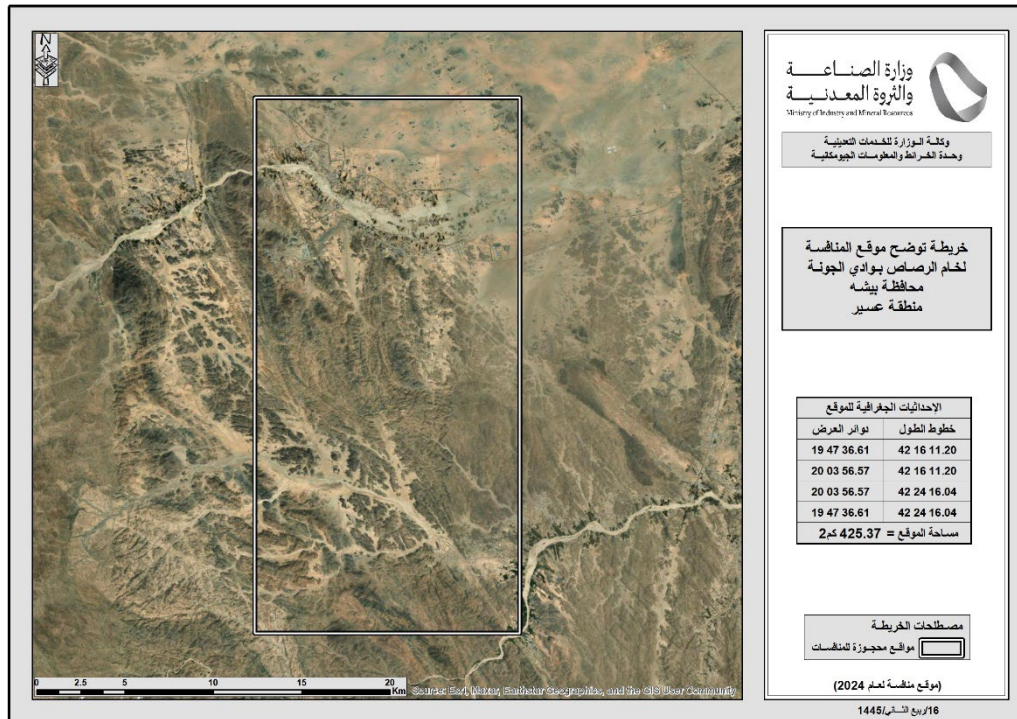 N
وزارة الصناعة
والثروة المعدنية
Ministry of Industry and Mineral Resources
وكالة الوزارة للخدمات التعدينية
وحدة الخرائط والمعلومات الجيومكانية
خريطة توضح موقع المنافسة
لخام الرصاص بوادي الجونة
محافظة بيشه
منطقة عسير
الإحداثيات الجغرافية للموقع
خطوط الطول دوائر العرض
42 16 11.20 19 47 36.61
42 16 11.20 20 03 56.57
42 24 16.04 20 03 56.57
42 24 16.04 19 47 36.61
مساحة الموقع = 425.37 كم2
مصطلحات الخريطة
مواقع محجوزة للمنافسات
(موقع منافسة لعام 2024)
16/ربيع الثاني/1445
0 2.5 5 10 15 20
Km
Source: Esri, Maxar, Earthstar Geographics, and the GIS User Community